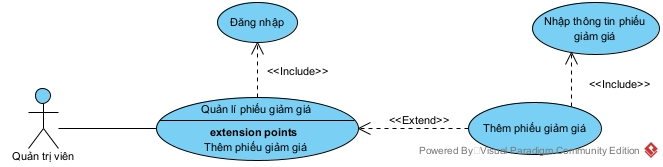 Đăng nhập
Nhập thông tin phiếu
giảm giá
<<Include>>
<<Include>>
Quản lí phiếu giảm giá
extension points
Thêm phiếu giảm giá
<<Extend>>
Thêm phiếu giảm giá
Quản trị viên
Powered By: Visual Paradigm Community Edition